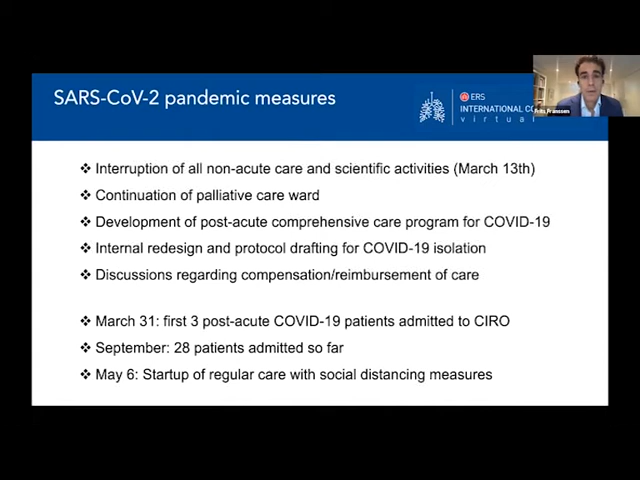 SARS-CoV-2 pandemic measures
ERS
INTERNATIONAL
virtual
Frits Franssen
❖ Interruption of all non-acute care and scientific activities (March 13th)
❖ Continuation of palliative care ward
❖ Development of post-acute comprehensive care program for COVID-19
❖ Internal redesign and protocol drafting for COVID-19 isolation
❖ Discussions regarding compensation/reimbursement of care
❖ March 31: first 3 post-acute COVID-19 patients admitted to CIRO
❖ September: 28 patients admitted so far
❖ May 6: Startup of regular care with social distancing measures